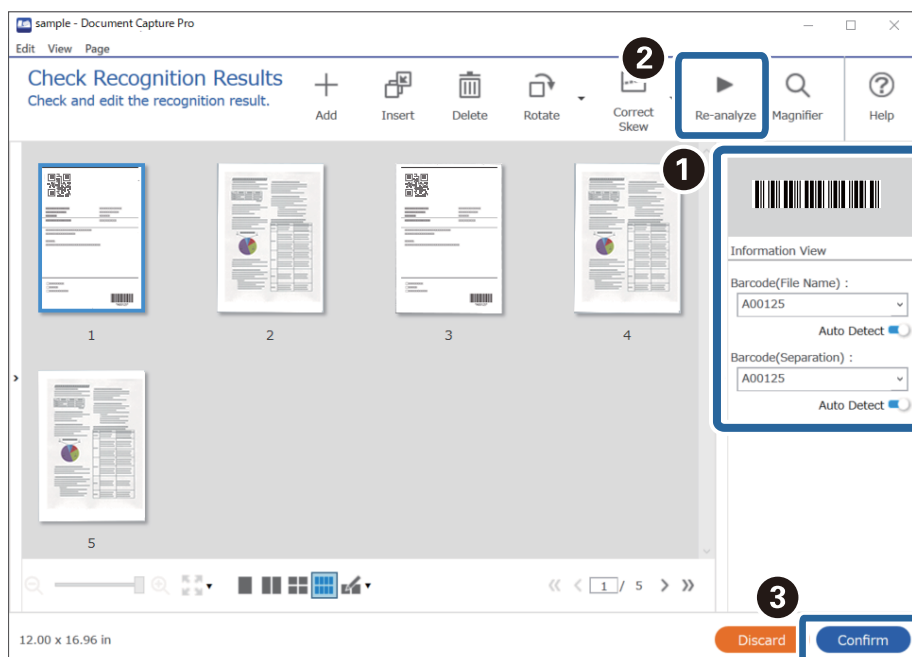 sample - Document Capture Pro
Edit View Page
Check Recognition Results
Check and edit the recognition result.
Add
Insert
Delete
Rotate
Correct
Skew
2
Re-analyze
Magnifier
Help
1
Information View
Barcode(File Name) :
A00125
Auto Detect
Barcode(Separation) :
A00125
Auto Detect
1
2
3
4
5
1 / 5
12.00 x 16.96 in
3
Discard
Confirm